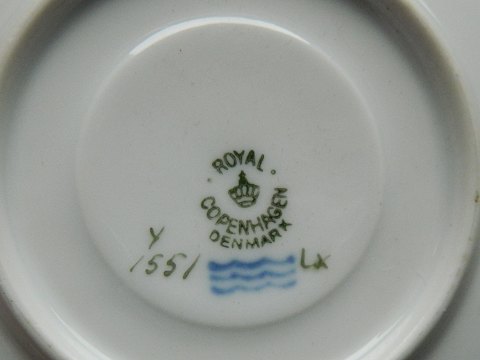 ROYAL
COPENHAGEN
DENMARK
Y
1551 Lx